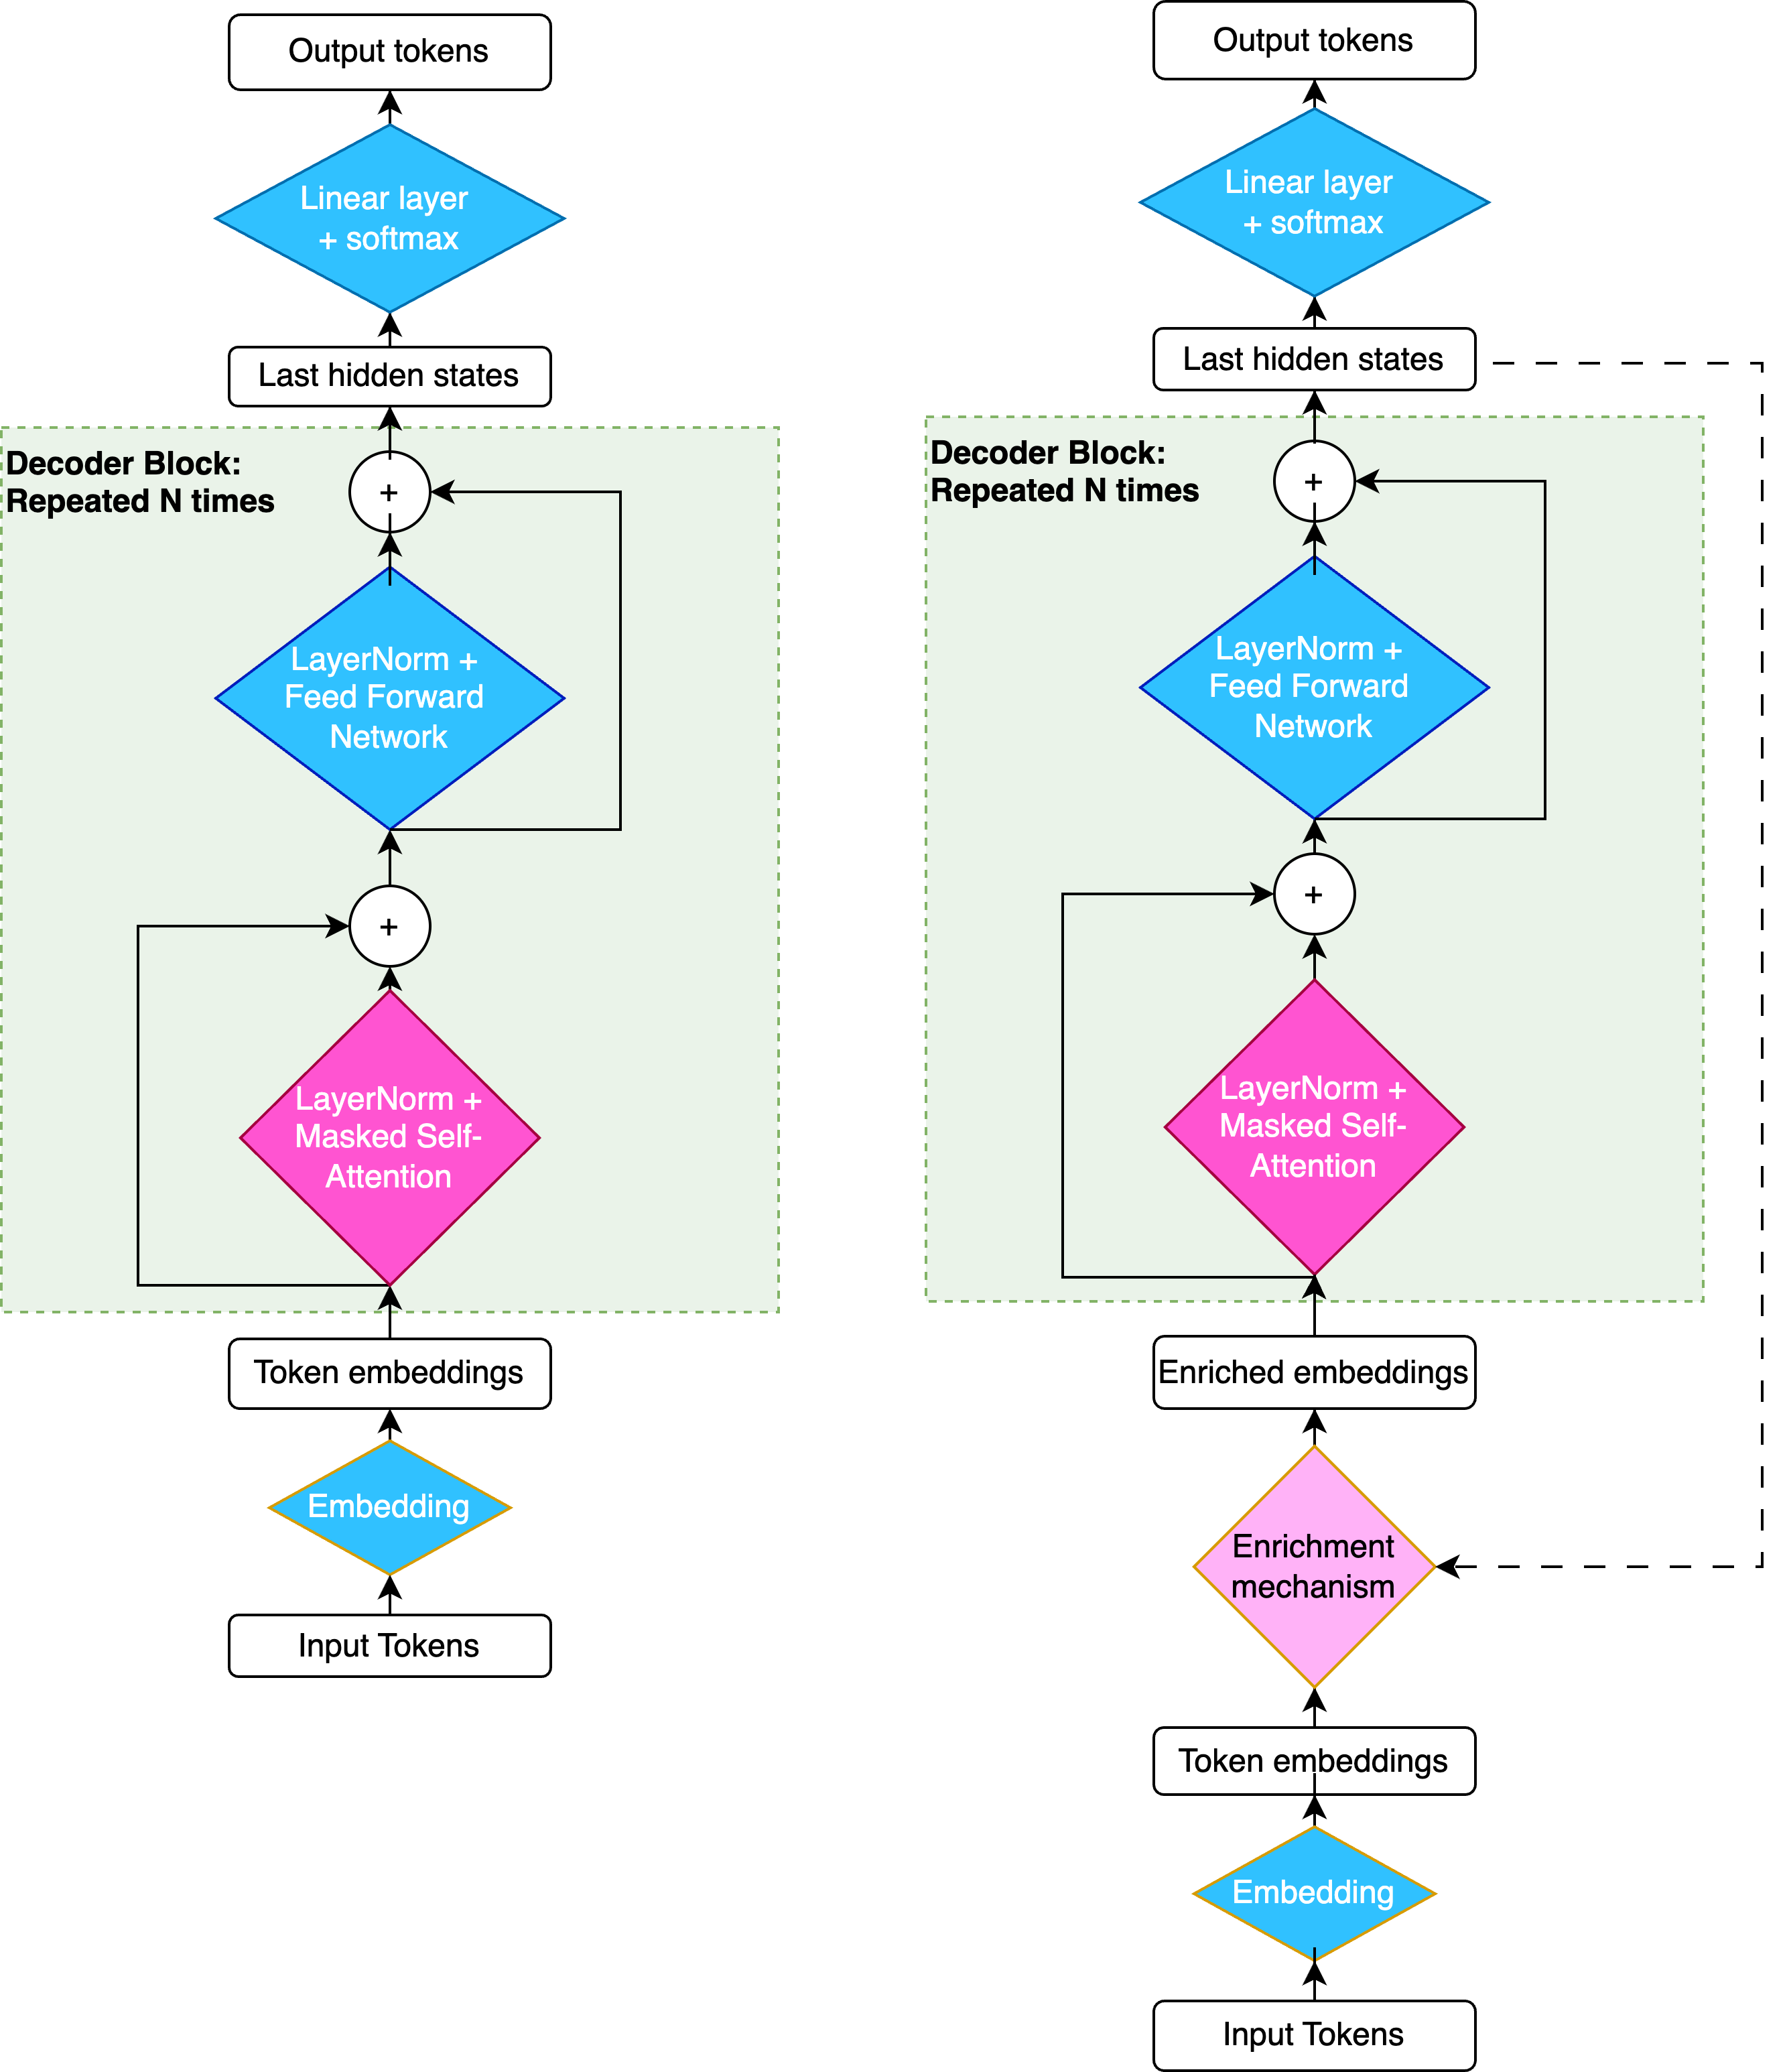 Output tokens
Linear layer
+ softmax
Last hidden states
Decoder Block:
Repeated N times
+
LayerNorm +
Feed Forward
Network
+
LayerNorm +
Masked Self-
Attention
Token embeddings
Embedding
Input Tokens
Output tokens
Linear layer
+ softmax
Last hidden states
Decoder Block:
Repeated N times
+
LayerNorm +
Feed Forward
Network
+
LayerNorm +
Masked Self-
Attention
Enriched embeddings
Enrichment
mechanism
Token embeddings
Embedding
Input Tokens